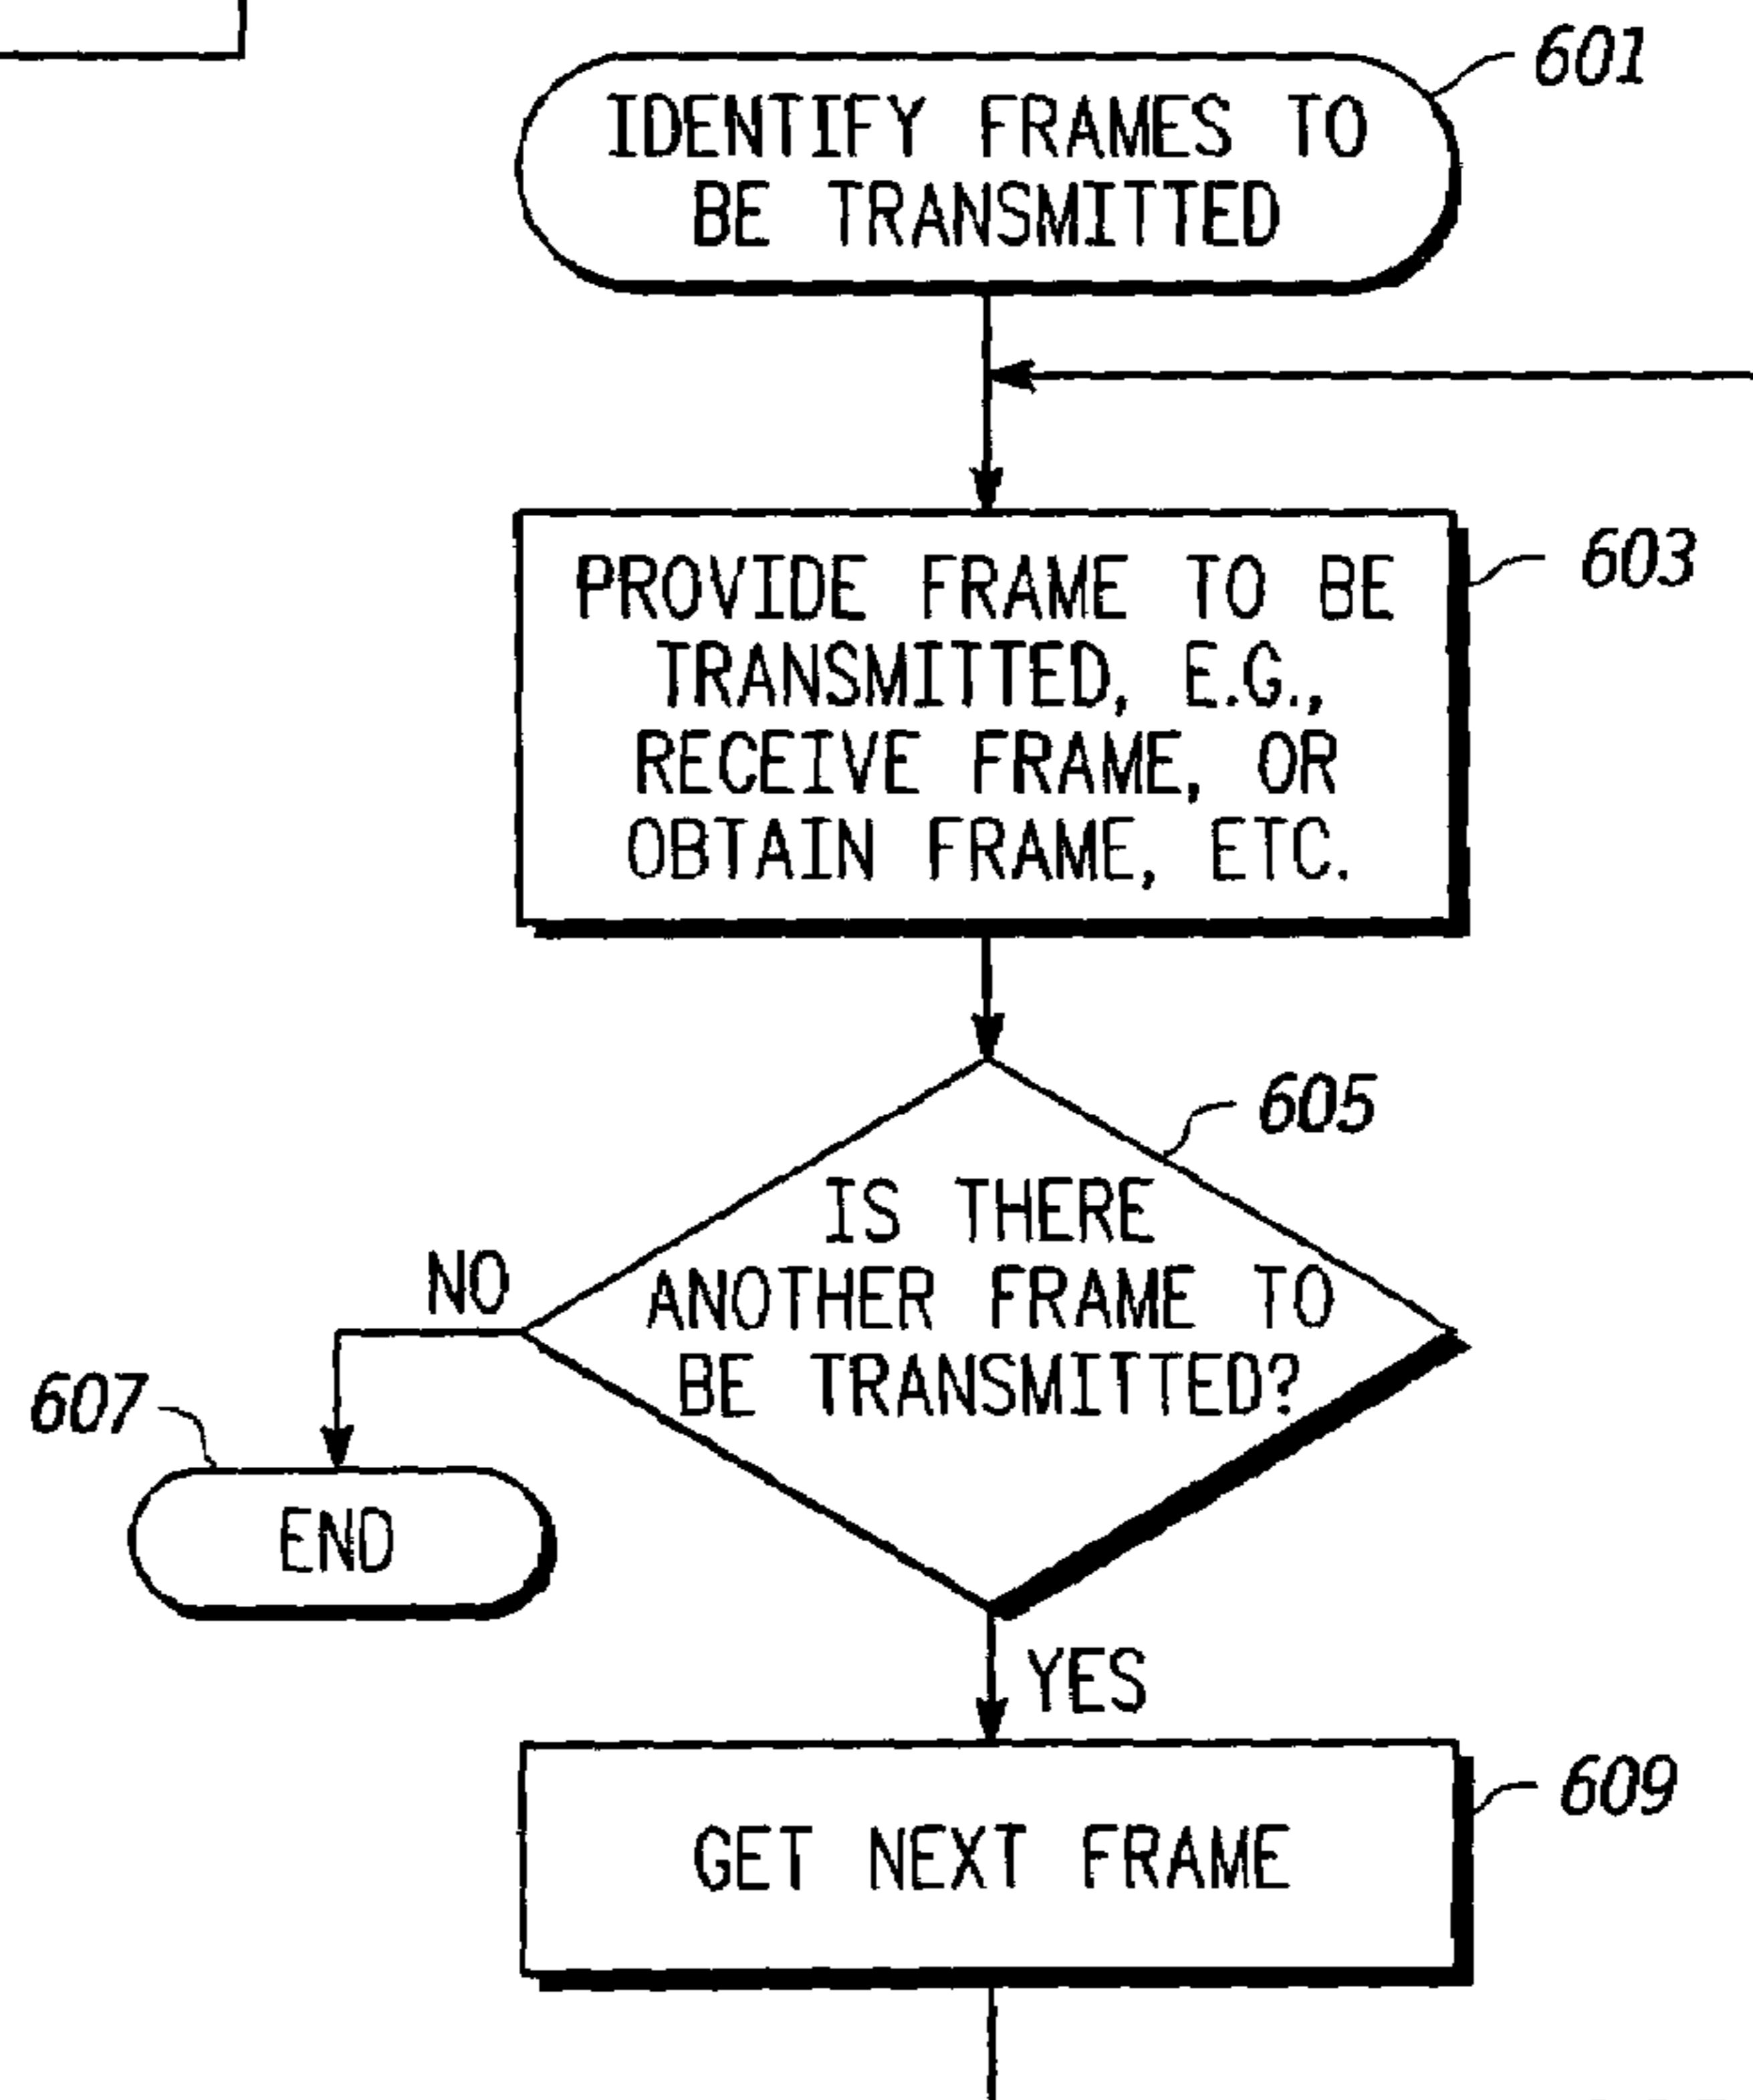 601
IDENTIFY FRAMES TO
BE TRANSMITTED
603
PROVIDE FRAME TO BE
TRANSMITTED, E.G.,
RECEIVE FRAME, OR
OBTAIN FRAME, ETC.
605
IS THERE
ANOTHER FRAME TO
BE TRANSMITTED?
NO
607
END
YES
609
GET NEXT FRAME